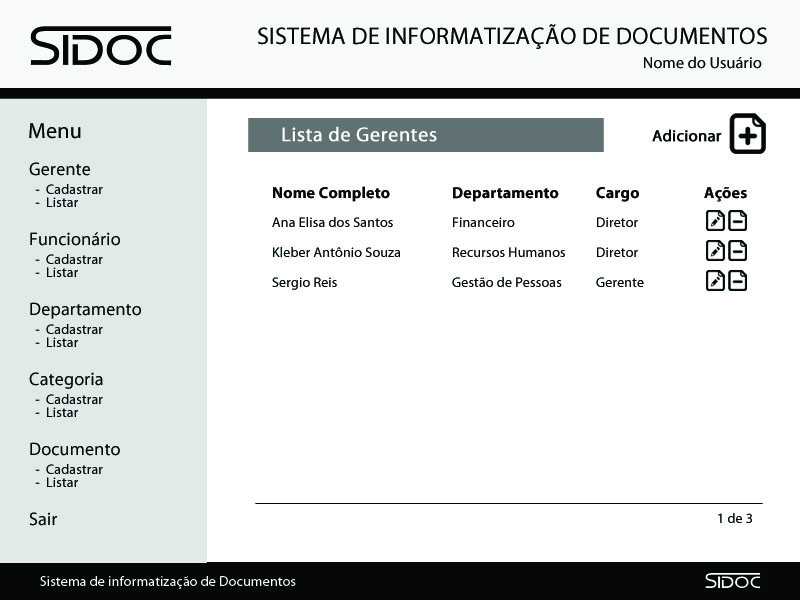 SIDOC
SISTEMA DE INFORMATIZAÇÃO DE DOCUMENTOS
Nome do Usuário
Menu
Gerente
- Cadastrar
- Listar
Funcionário
- Cadastrar
- Listar
Departamento
- Cadastrar
- Listar
Categoria
- Cadastrar
- Listar
Documento
- Cadastrar
- Listar
Sair
Lista de Gerentes
Adicionar
Nome Completo Departamento Cargo Ações
Ana Elisa dos Santos Financeiro Diretor
Kleber Antônio Souza Recursos Humanos Diretor
Sergio Reis Gestão de Pessoas Gerente
1 de 3
Sistema de informatização de Documentos
SIDOC